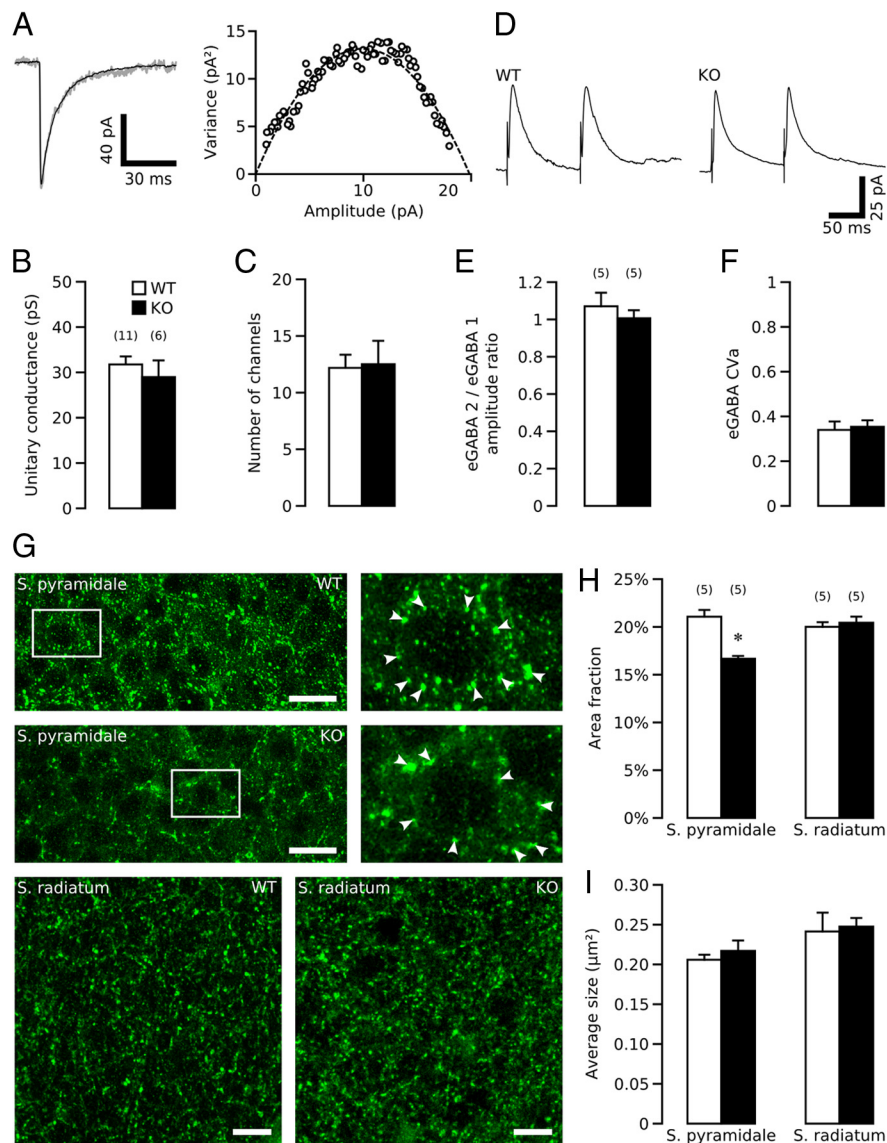 A
40 pA
30 ms
Variance (pA²)
15
10
5
0
0
10
20
Amplitude (pA)
D
WT
KO
25 pA
50 ms
B
Unitary conductance (pS)
50
40
30
20
10
0
WT
KO
(11)
(6)
C
Number of channels
20
15
10
5
0
E
eGABA 2 / eGABA 1
amplitude ratio
1.2
1
0.8
0.6
0.4
0.2
0
(5)
(5)
F
eGABA CVa
1
0.8
0.6
0.4
0.2
0
G
S. pyramidale
WT
S. pyramidale
KO
S. radiatum
WT
S. radiatum
KO
H
Area fraction
25%
20%
15%
10%
5%
0%
(5)
(5)
*
(5)
(5)
S. pyramidale
S. radiatum
I
Average size (µm²)
0.30
0.25
0.20
0.15
0.10
0.05
0
S. pyramidale
S. radiatum